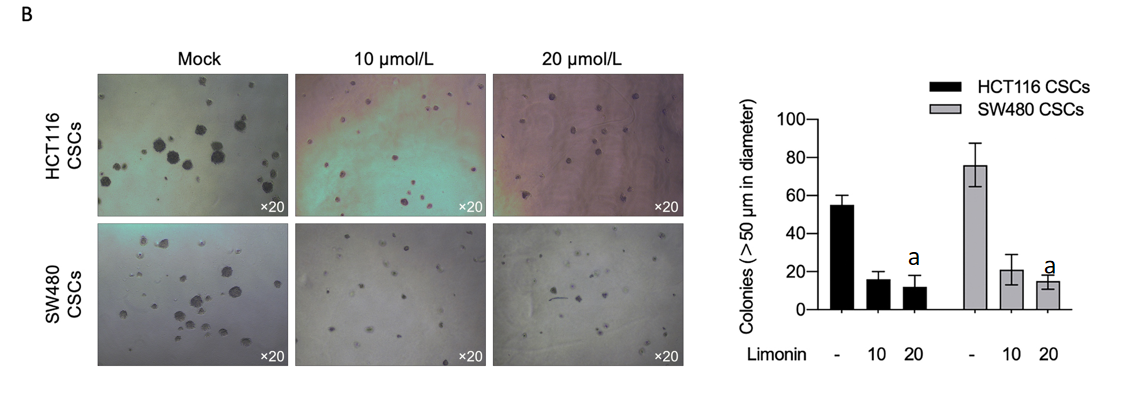 B
Mock
10 μmol/L
20 μmol/L
HCT116
CSCs
×20
×20
×20
SW480
CSCs
×20
×20
×20
HCT116 CSCs
SW480 CSCs
Colonies (＞50 μm in diameter)
100
80
60
40
20
0
a
a
Limonin - 10 20 - 10 20